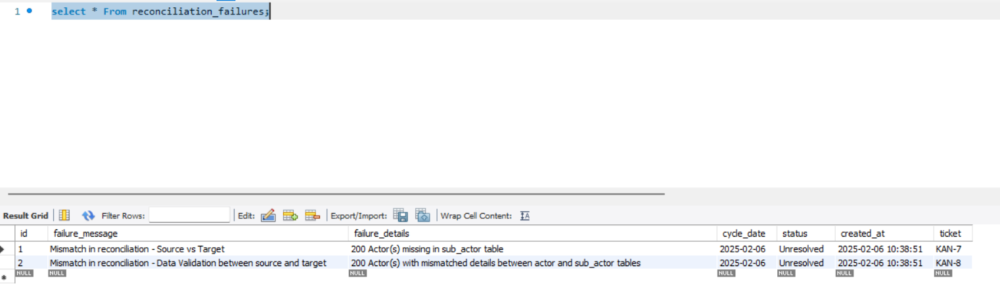 1 select * From reconciliation_failures;
Result Grid Filter Rows: Edit: Export/Import: Wrap Cell Content: IA
id failure_message failure_details cycle_date status created_at ticket
1 Mismatch in reconciliation - Source vs Target 200 Actor(s) missing in sub_actor table 2025-02-06 Unresolved 2025-02-06 10:38:51 KAN-7
2 Mismatch in reconciliation - Data Validation between source and target 200 Actor(s) with mismatched details between actor and sub_actor tables 2025-02-06 Unresolved 2025-02-06 10:38:51 KAN-8
NULL NULL NULL NULL NULL NULL NULL